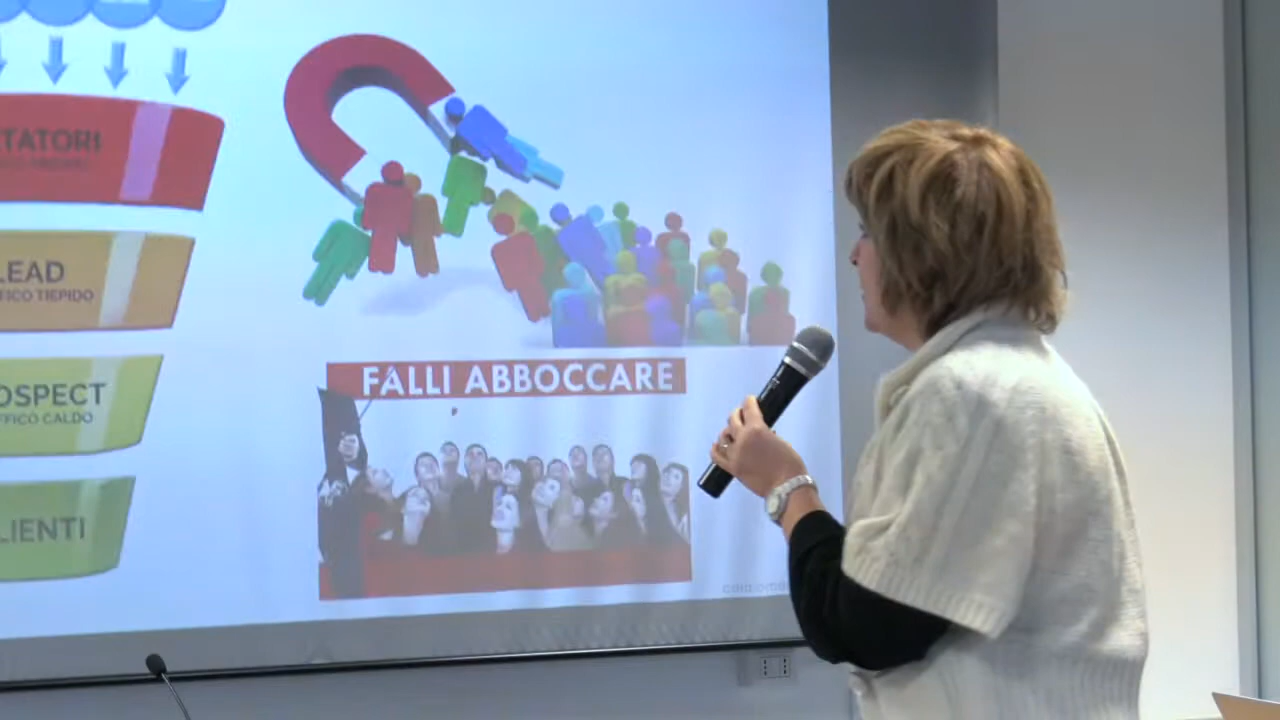 TATORI
LEAD
FICO TIEPIDO
OSPECT
FFICO CALDO
LIENTI
FALLI ABBOCCARE